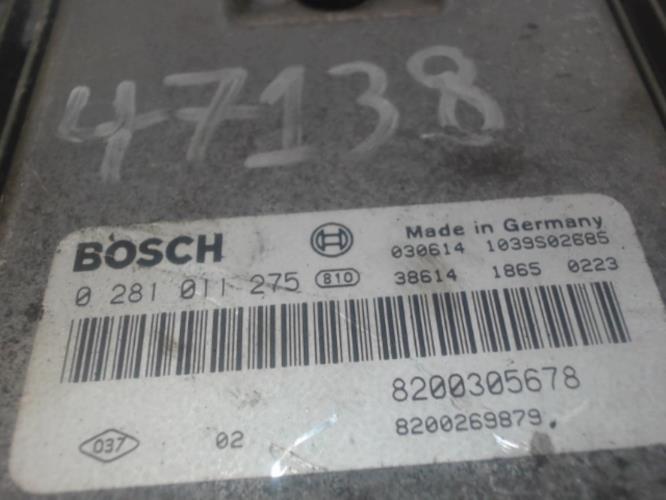 47138
BOSCH
Made in Germany
030614 1039S02685
0 281 011 275 810 38614 1865 0223
8200305678
037 02 8200269879.